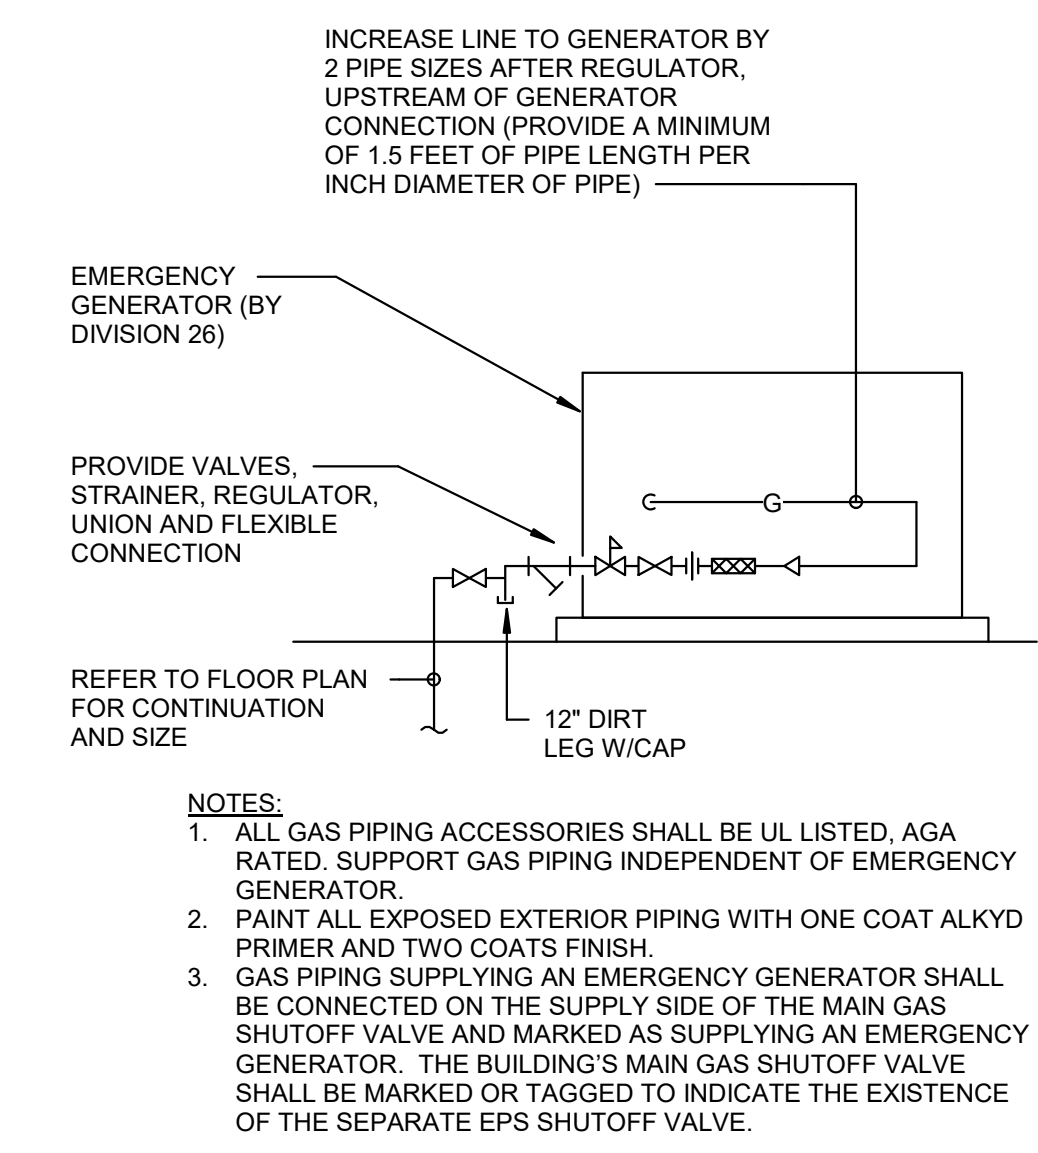 INCREASE LINE TO GENERATOR BY
2 PIPE SIZES AFTER REGULATOR,
UPSTREAM OF GENERATOR
CONNECTION (PROVIDE A MINIMUM
OF 1.5 FEET OF PIPE LENGTH PER
INCH DIAMETER OF PIPE)
EMERGENCY
GENERATOR (BY
DIVISION 26)
PROVIDE VALVES,
STRAINER, REGULATOR,
UNION AND FLEXIBLE
CONNECTION
G
REFER TO FLOOR PLAN
FOR CONTINUATION
AND SIZE
12" DIRT
LEG W/CAP
NOTES:
1. ALL GAS PIPING ACCESSORIES SHALL BE UL LISTED, AGA
RATED. SUPPORT GAS PIPING INDEPENDENT OF EMERGENCY
GENERATOR.
2. PAINT ALL EXPOSED EXTERIOR PIPING WITH ONE COAT ALKYD
PRIMER AND TWO COATS FINISH.
3. GAS PIPING SUPPLYING AN EMERGENCY GENERATOR SHALL
BE CONNECTED ON THE SUPPLY SIDE OF THE MAIN GAS
SHUTOFF VALVE AND MARKED AS SUPPLYING AN EMERGENCY
GENERATOR. THE BUILDING'S MAIN GAS SHUTOFF VALVE
SHALL BE MARKED OR TAGGED TO INDICATE THE EXISTENCE
OF THE SEPARATE EPS SHUTOFF VALVE.